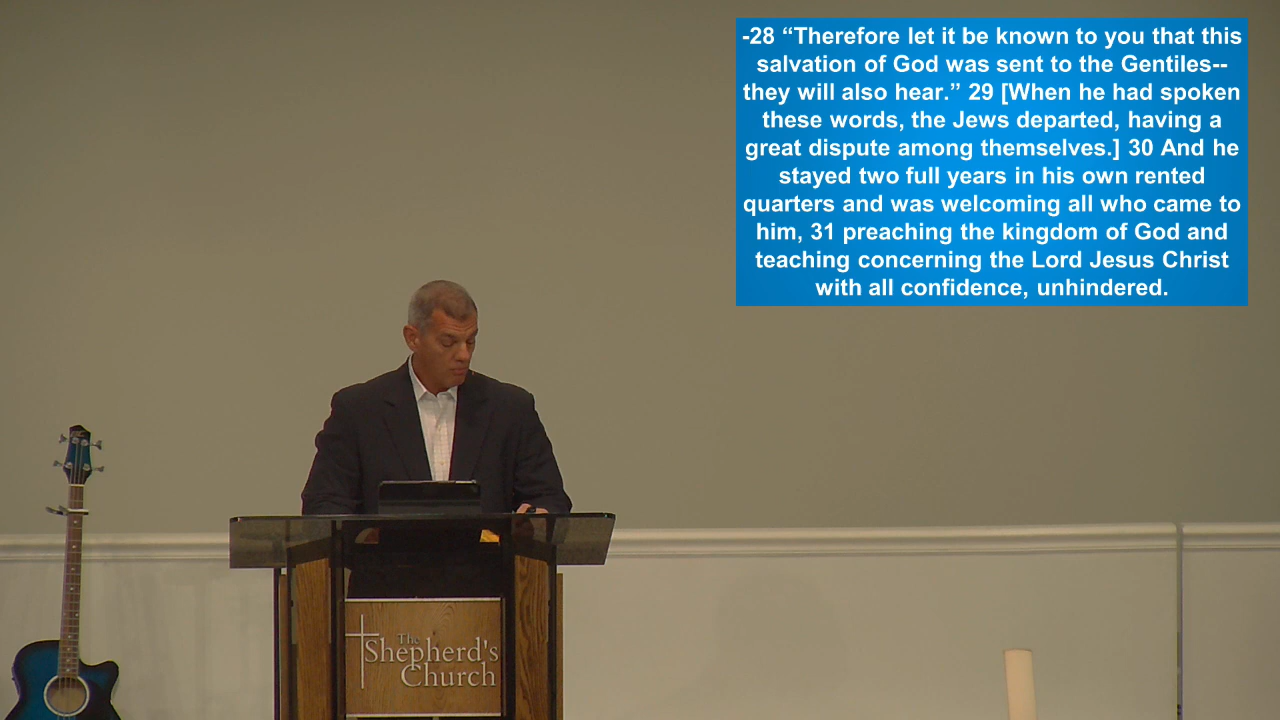 -28 “Therefore let it be known to you that this
salvation of God was sent to the Gentiles--
they will also hear.” 29 [When he had spoken
these words, the Jews departed, having a
great dispute among themselves.] 30 And he
stayed two full years in his own rented
quarters and was welcoming all who came to
him, 31 preaching the kingdom of God and
teaching concerning the Lord Jesus Christ
with all confidence, unhindered.
The
Shepherd's
Church